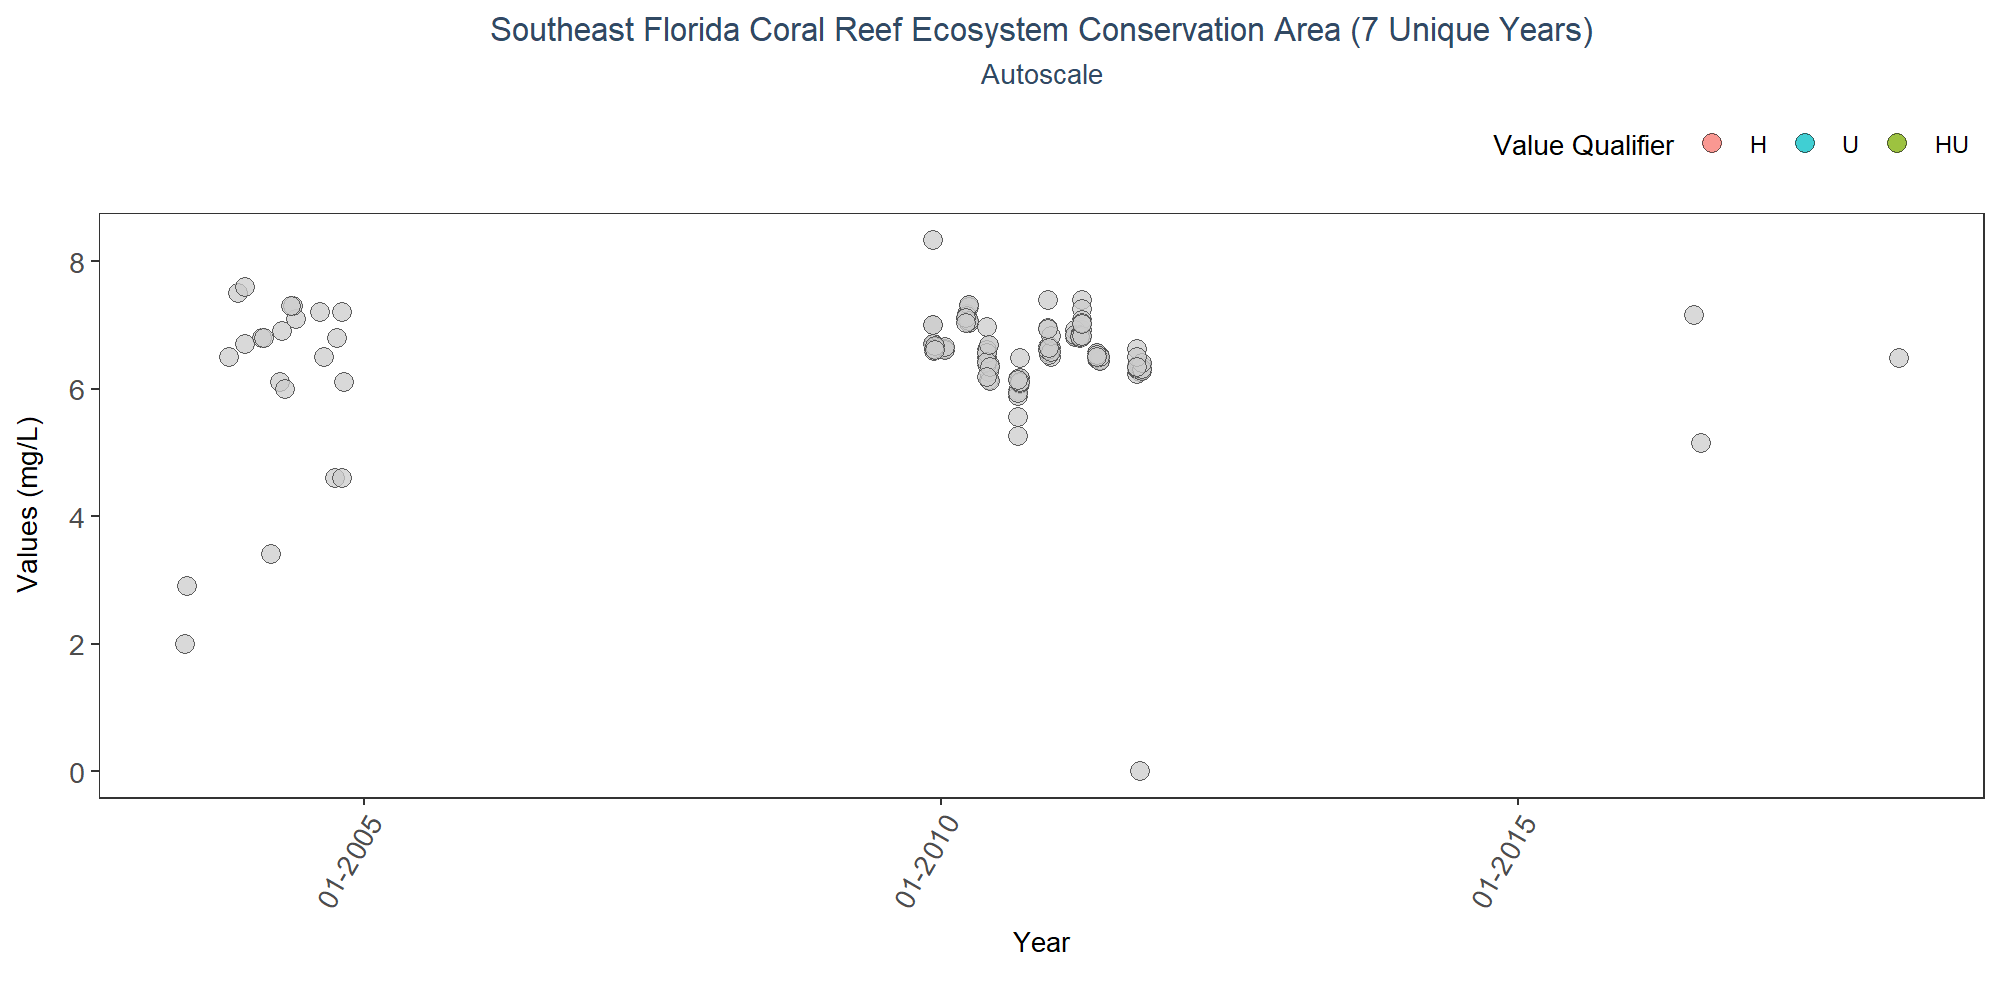 Southeast Florida Coral Reef Ecosystem Conservation Area (7 Unique Years)
Autoscale
Value Qualifier H U HU
Values (mg/L)
8
6
4
2
0
01-2005 01-2010 01-2015
Year